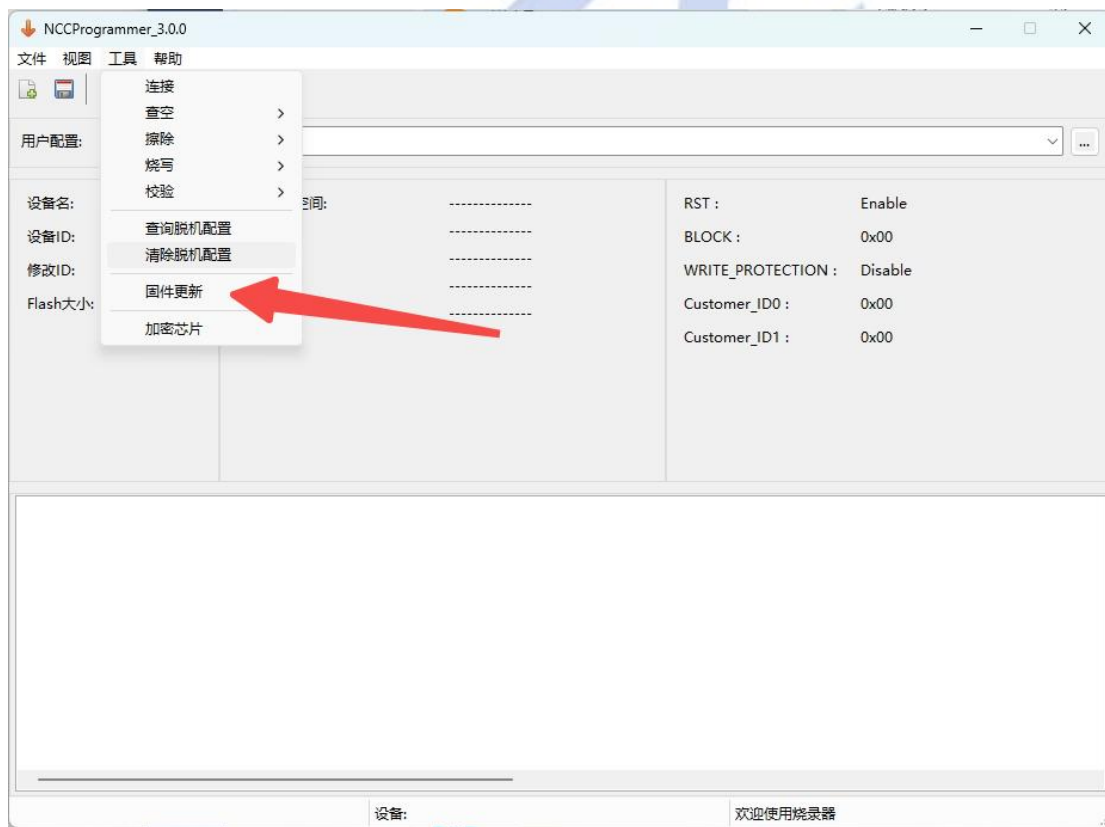 NCCProgrammer_3.0.0
文件 视图 工具 帮助
连接
查空
擦除
烧写
校验
查询脱机配置
清除脱机配置
固件更新
加密芯片
用户配置:
...
设备名:
设备ID:
修改ID:
Flash大小:
空间:
--------------
--------------
--------------
--------------
--------------
RST : Enable
BLOCK : 0x00
WRITE_PROTECTION : Disable
Customer_ID0 : 0x00
Customer_ID1 : 0x00
设备: 欢迎使用烧录器